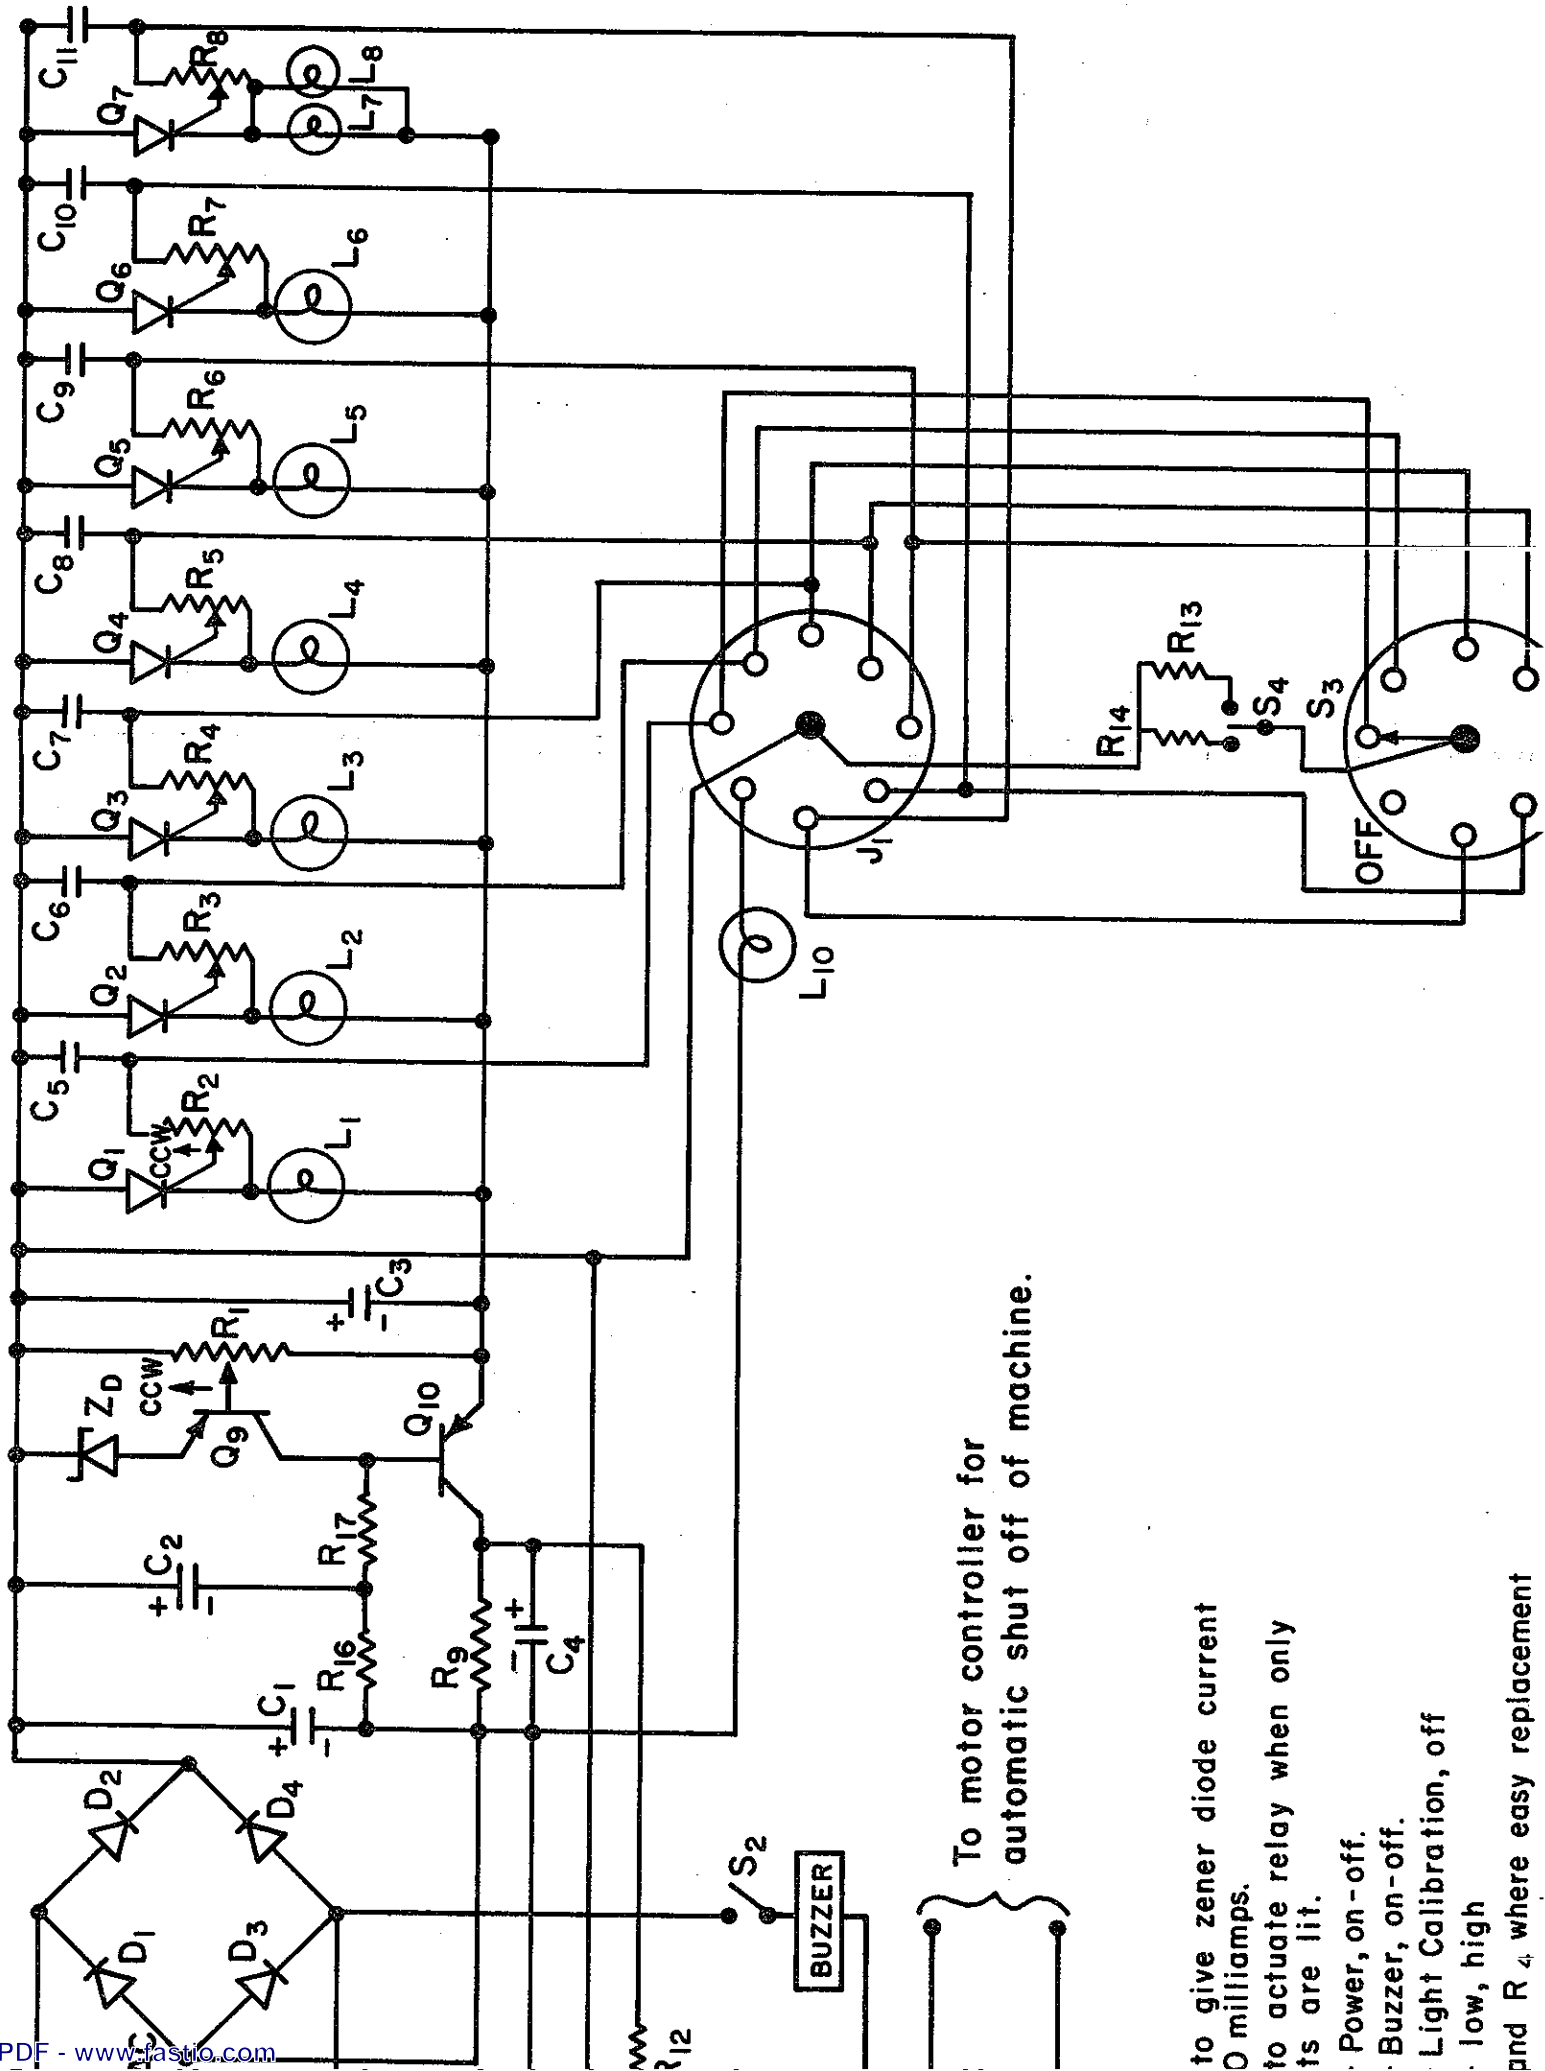 C11
R8
L8
Q7
L7
C10
R7
L6
Q6
C9
R6
L5
Q5
C8
R5
L4
Q4
C7
R4
L3
Q3
C6
R3
L2
Q2
C5
R2
CCW
L1
Q1
C3
+
-
R1
CCW
ZD
Q9
Q10
C2
+
-
R17
R16
R9
+
-
C4
C1
+
-
D2
D4
D1
D3
R12
S2
BUZZER
J1
L10
R13
R14
S4
S3
OFF
To motor controller for
automatic shut off of machine.
to give zener diode current
0 milliamps.
to actuate relay when only
ts are lit.
Power, on-off.
Buzzer, on-off.
Light Calibration, off
low, high
and R4 where easy replacement
PDF - www.fastio.com